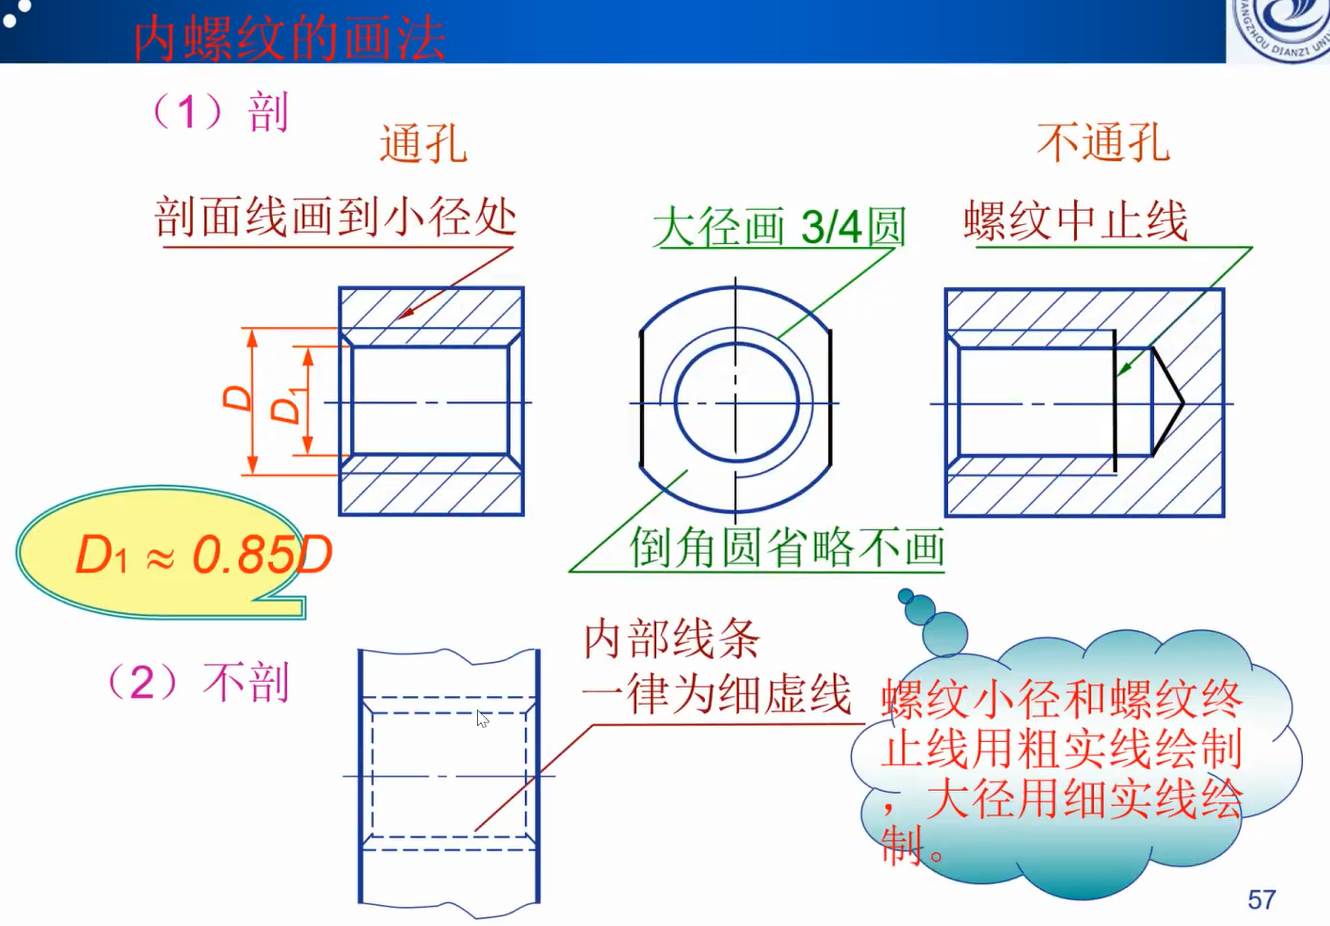 内螺纹的画法
HANGZHOU DIANZI UNI
（1）剖
通孔
不通孔
剖面线画到小径处
大径画 3/4圆
螺纹中止线
D
D1
D1 ≈ 0.85D
倒角圆省略不画
（2）不剖
内部线条
一律为细虚线
螺纹小径和螺纹终
止线用粗实线绘制
，大径用细实线绘
制。
57